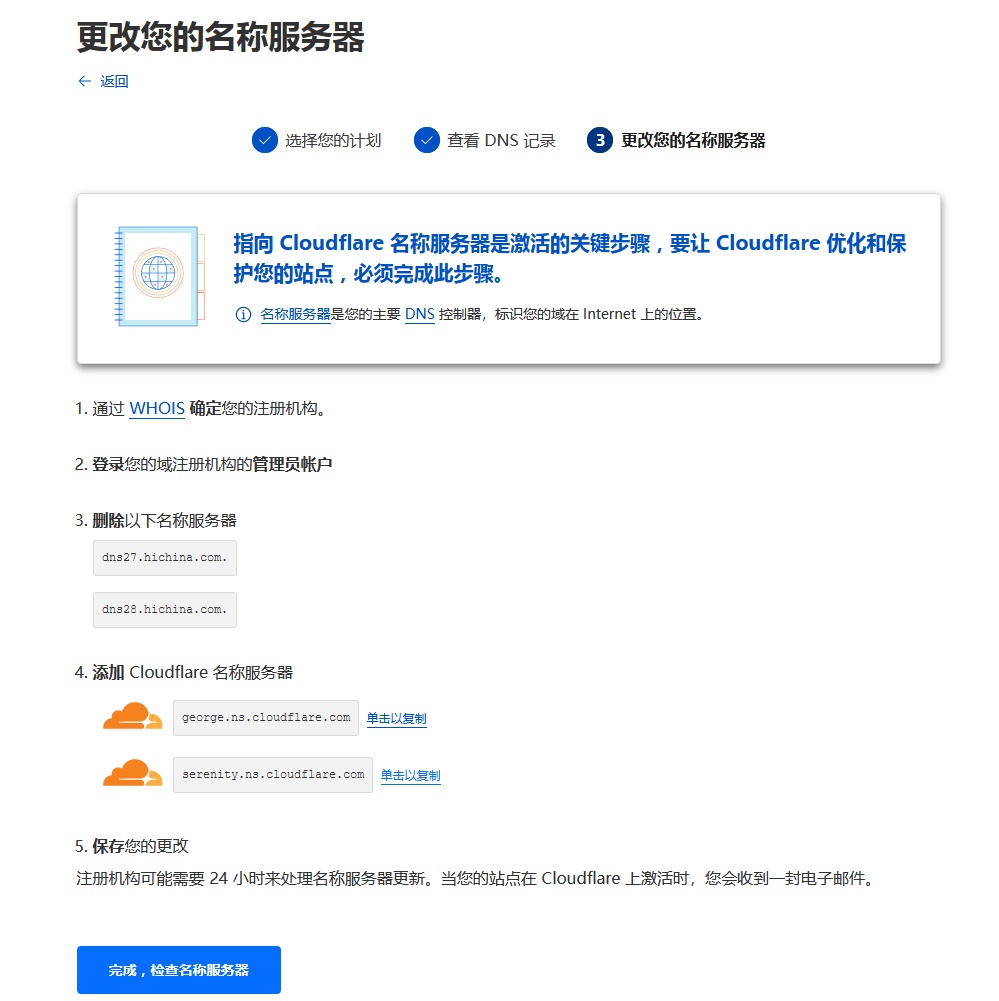 更改您的名称服务器
← 返回
选择您的计划 查看 DNS 记录 3 更改您的名称服务器
指向 Cloudflare 名称服务器是激活的关键步骤，要让 Cloudflare 优化和保
护您的站点，必须完成此步骤。
名称服务器是您的主要 DNS 控制器，标识您的域在 Internet 上的位置。
1. 通过 WHOIS 确定您的注册机构。
2. 登录您的域注册机构的管理员帐户
3. 删除以下名称服务器
dns27.hichina.com.
dns28.hichina.com.
4. 添加 Cloudflare 名称服务器
george.ns.cloudflare.com 单击以复制
serenity.ns.cloudflare.com 单击以复制
5. 保存您的更改
注册机构可能需要 24 小时来处理名称服务器更新。当您的站点在 Cloudflare 上激活时，您会收到一封电子邮件。
完成，检查名称服务器